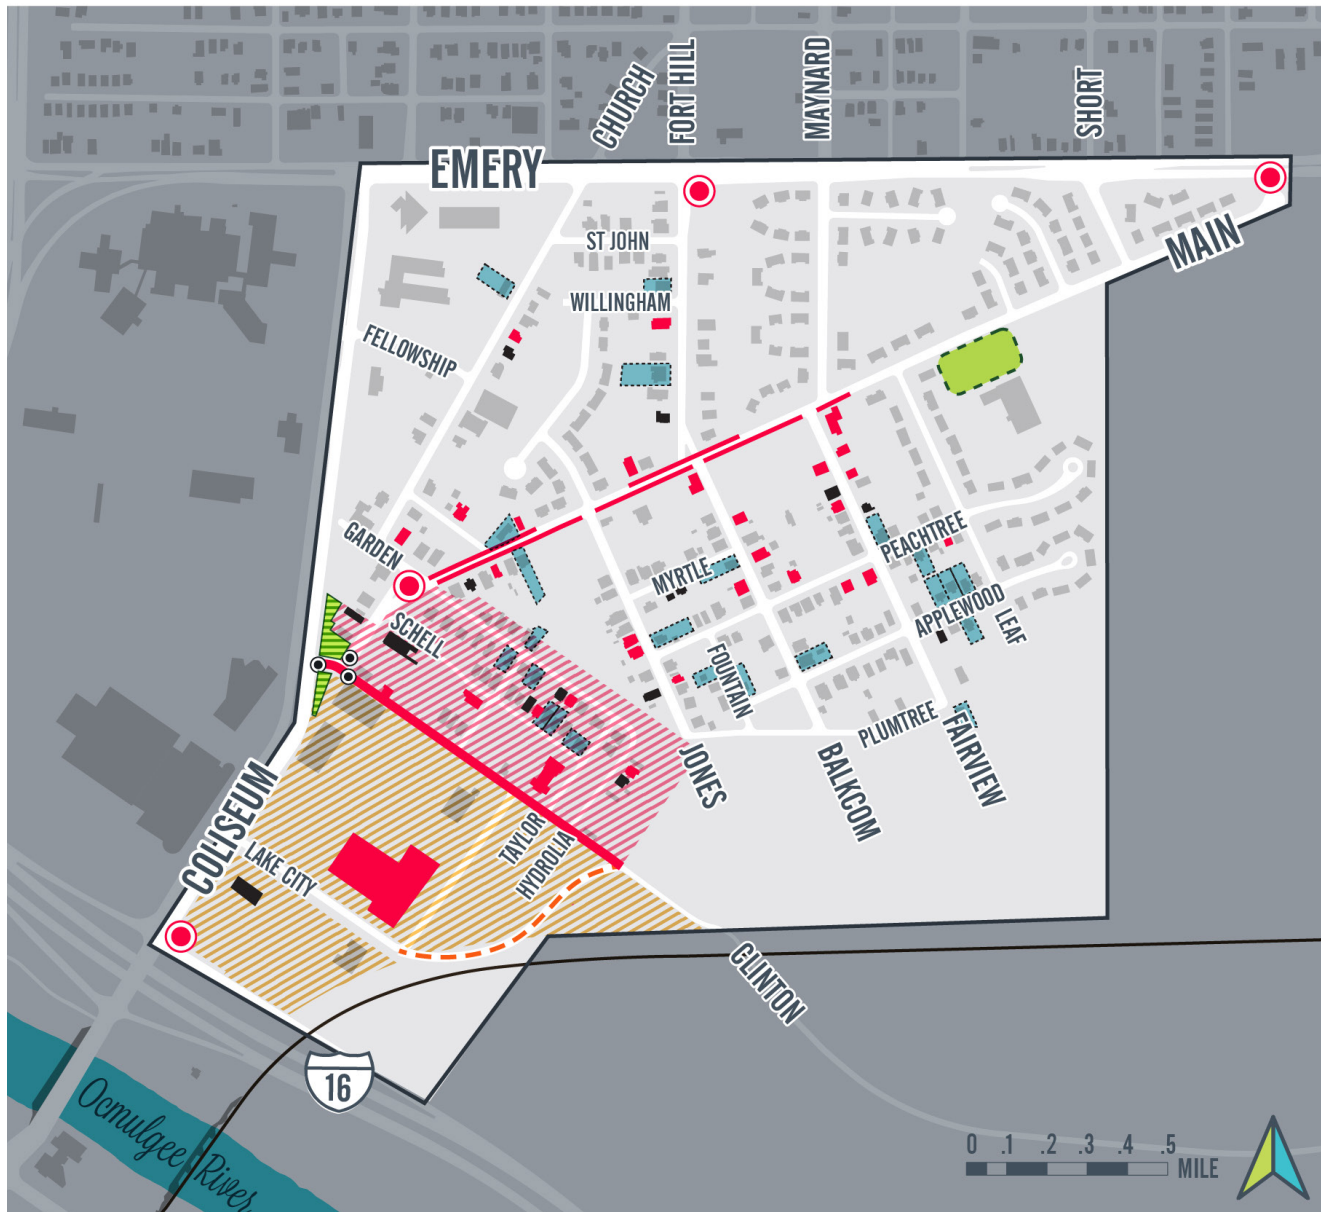 CHURCH
FORT HILL
MAYNARD
SHORT
EMERY
MAIN
ST JOHN
WILLINGHAM
FELLOWSHIP
GARDEN
SCHELL
MYRTLE
PEACHTREE
APPLEWOOD
LEAF
FOUNTAIN
PLUMTREE
FAIRVIEW
JONES
BALKCOM
COLISEUM
TAYLOR
HYDROLIA
LAKE CITY
CLINTON
16
Ocmulgee River
0 .1 .2 .3 .4 .5
MILE